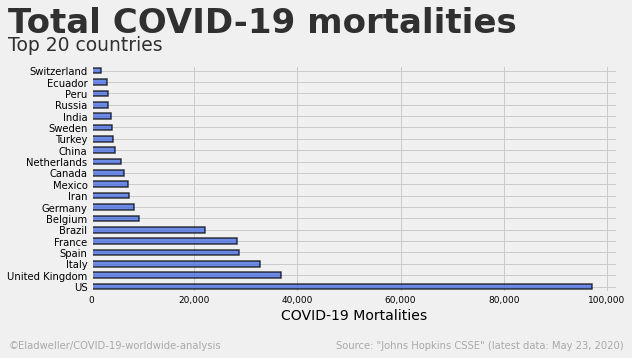 Total COVID-19 mortalities
Top 20 countries
Switzerland
Ecuador
Peru
Russia
India
Sweden
Turkey
China
Netherlands
Canada
Mexico
Iran
Germany
Belgium
Brazil
France
Spain
Italy
United Kingdom
US
0 20,000 40,000 60,000 80,000 100,000
COVID-19 Mortalities
©Eladweller/COVID-19-worldwide-analysis Source: "Johns Hopkins CSSE" (latest data: May 23, 2020)